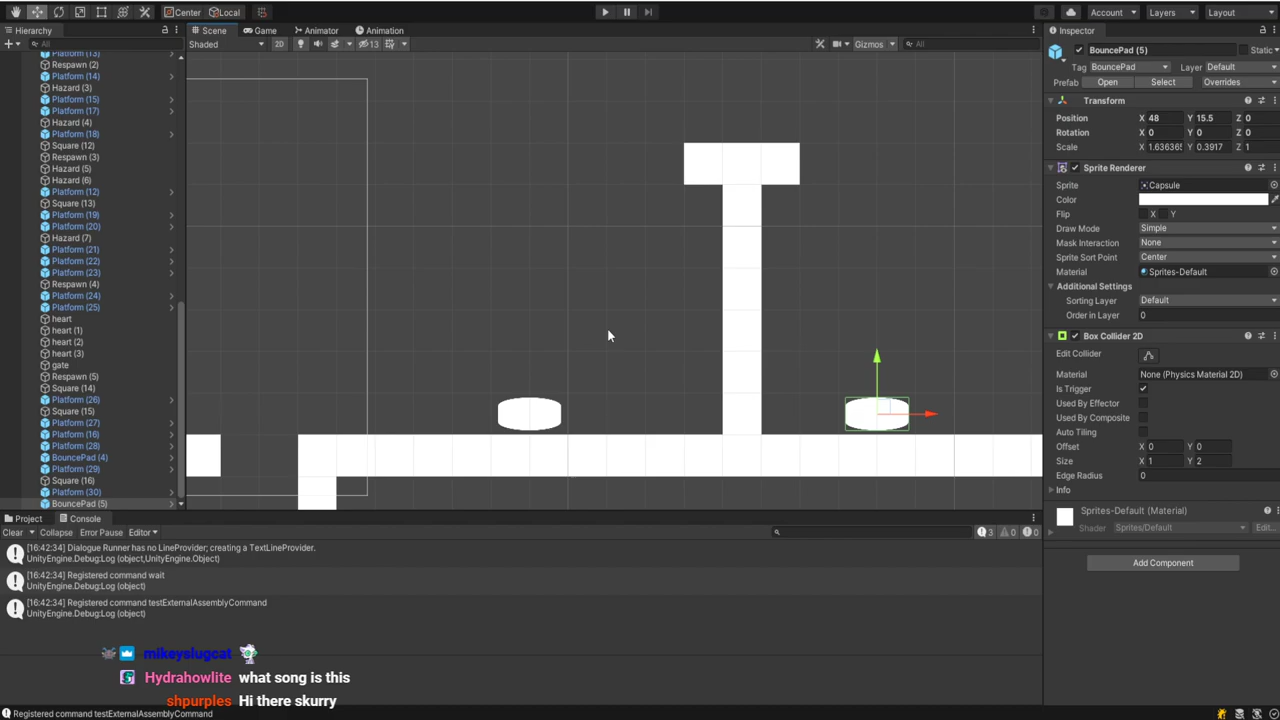 Center Local Account Layers Layout
Hierarchy Scene Game Animator Animation Inspector
All Shaded 2D 13 Gizmos All
Platform (13)
Respawn (2)
Platform (14)
Hazard (3)
Platform (15)
Platform (17)
Hazard (4)
Platform (18)
Square (12)
Respawn (3)
Hazard (5)
Hazard (6)
Platform (12)
Square (13)
Platform (19)
Platform (20)
Hazard (7)
Platform (21)
Platform (22)
Platform (23)
Respawn (4)
Platform (24)
Platform (25)
heart
heart (1)
heart (2)
heart (3)
gate
Respawn (5)
Square (14)
Platform (26)
Square (15)
Platform (27)
Platform (16)
Platform (28)
BouncePad (4)
Platform (29)
Square (16)
Platform (30)
BouncePad (5)
BouncePad (5) Static
Tag BouncePad Layer Default
Prefab Open Select Overrides
Transform
Position X 48 Y 15.5 Z 0
Rotation X 0 Y 0 Z 0
Scale X 1.63636 Y 0.3917 Z 1
Sprite Renderer
Sprite Capsule
Color
Flip X Y
Draw Mode Simple
Mask Interaction None
Sprite Sort Point Center
Material Sprites-Default
Additional Settings
Sorting Layer Default
Order in Layer 0
Box Collider 2D
Edit Collider
Material None (Physics Material 2D)
Is Trigger
Used By Effector
Used By Composite
Auto Tiling
Offset X 0 Y 0
Size X 1 Y 2
Edge Radius 0
Info
Sprites-Default (Material)
Shader Sprites/Default Edit...
Add Component
Project Console
Clear Collapse Error Pause Editor 3 0 0
[16:42:34] Dialogue Runner has no LineProvider; creating a TextLineProvider.
UnityEngine.Debug:Log (object,UnityEngine.Object)
[16:42:34] Registered command wait
UnityEngine.Debug:Log (object)
[16:42:34] Registered command testExternalAssemblyCommand
UnityEngine.Debug:Log (object)
mikeyslugcat
Hydrahowlite what song is this
shpurples Hi there skurry
Registered command testExternalAssemblyCommand